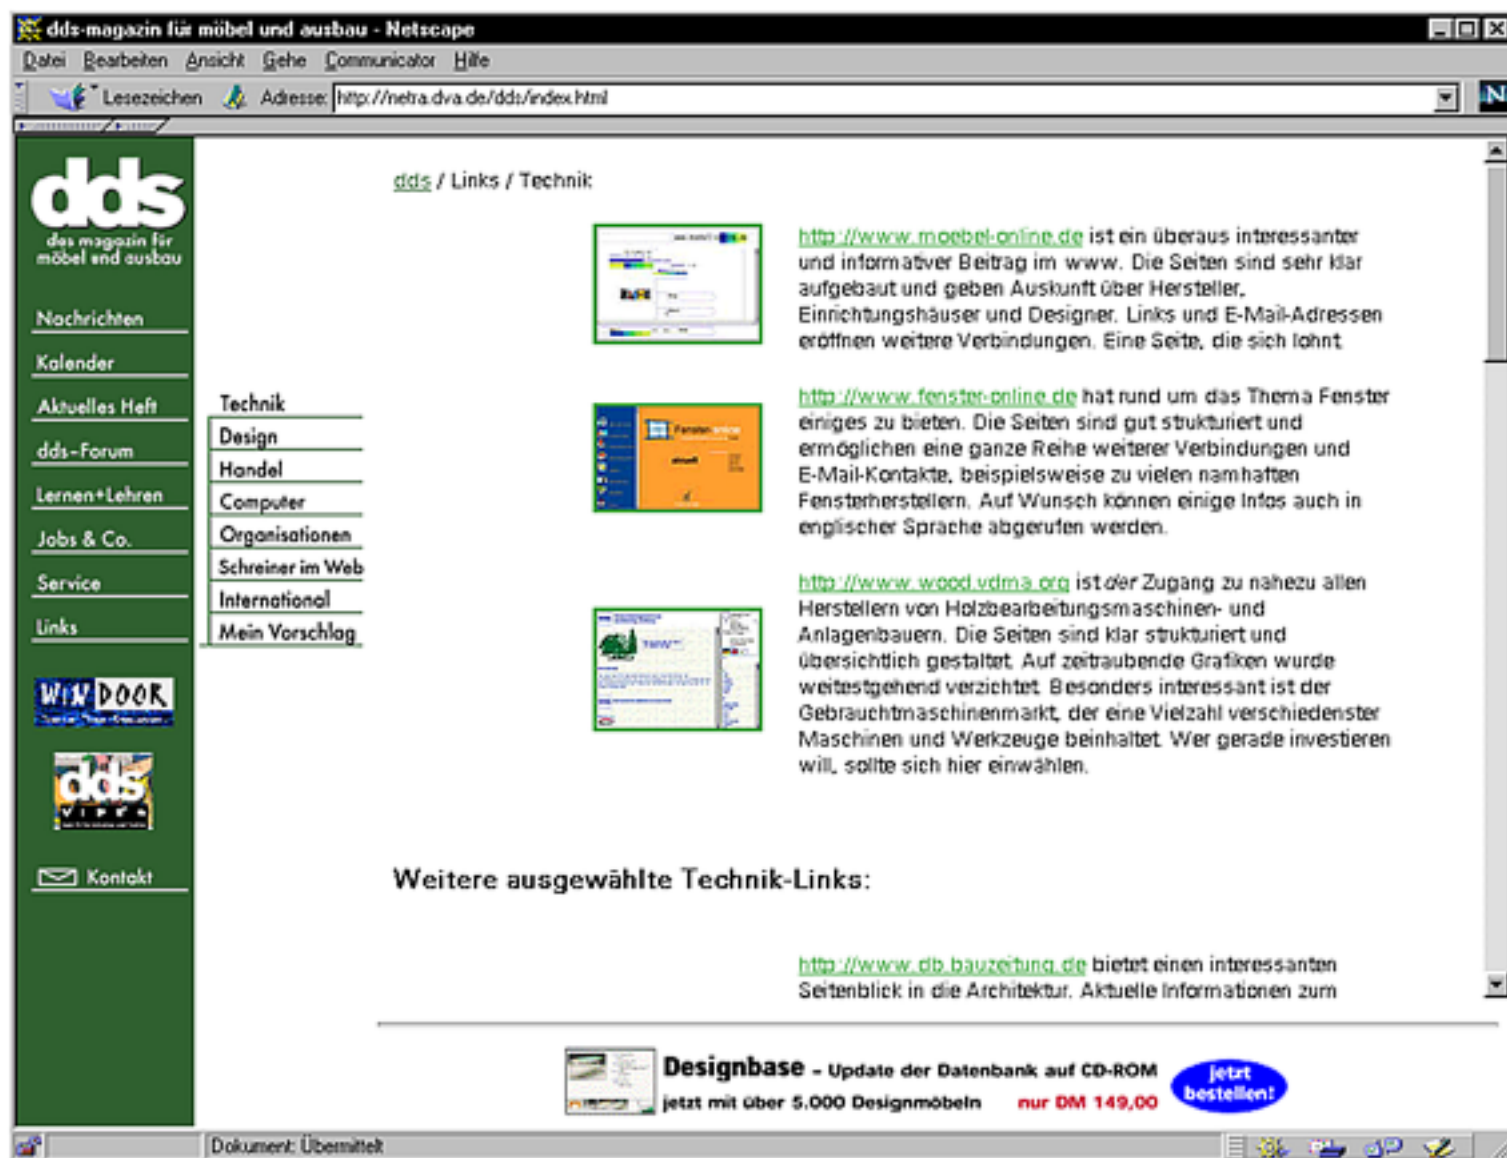 dds-magazin für möbel und ausbau - Netscape
Datei Bearbeiten Ansicht Gehe Communicator Hilfe
Lesezeichen Adresse: http://netra.dva.de/dds/index.html
N
dds
das magazin für
möbel und ausbau
Nachrichten
Kalender
Aktuelles Heft
dds-Forum
Lernen+Lehren
Jobs & Co.
Service
Links
WIN DOOR
dds
Kontakt
Technik
Design
Handel
Computer
Organisationen
Schreiner im Web
International
Mein Vorschlag
dds / Links / Technik
http://www.moebel-online.de ist ein überaus interessanter
und informativer Beitrag im www. Die Seiten sind sehr klar
aufgebaut und geben Auskunft über Hersteller,
Einrichtungshäuser und Designer. Links und E-Mail-Adressen
eröffnen weitere Verbindungen. Eine Seite, die sich lohnt.
http://www.fenster-online.de hat rund um das Thema Fenster
einiges zu bieten. Die Seiten sind gut strukturiert und
ermöglichen eine ganze Reihe weiterer Verbindungen und
E-Mail-Kontakte, beispielsweise zu vielen namhaften
Fensterherstellern. Auf Wunsch können einige Infos auch in
englischer Sprache abgerufen werden.
http://www.wood.vdma.org ist der Zugang zu nahezu allen
Herstellern von Holzbearbeitungsmaschinen- und
Anlagenbauern. Die Seiten sind klar strukturiert und
übersichtlich gestaltet. Auf zeitraubende Grafiken wurde
weitestgehend verzichtet. Besonders interessant ist der
Gebrauchtmaschinenmarkt, der eine Vielzahl verschiedenster
Maschinen und Werkzeuge beinhaltet. Wer gerade investieren
will, sollte sich hier einwählen.
Weitere ausgewählte Technik-Links:
http://www.db.bauzeitung.de bietet einen interessanten
Seitenblick in die Architektur. Aktuelle Informationen zum
Designbase - Update der Datenbank auf CD-ROM
jetzt mit über 5.000 Designmöbeln nur DM 149,00
jetzt
bestellen!
Dokument: Übermittelt